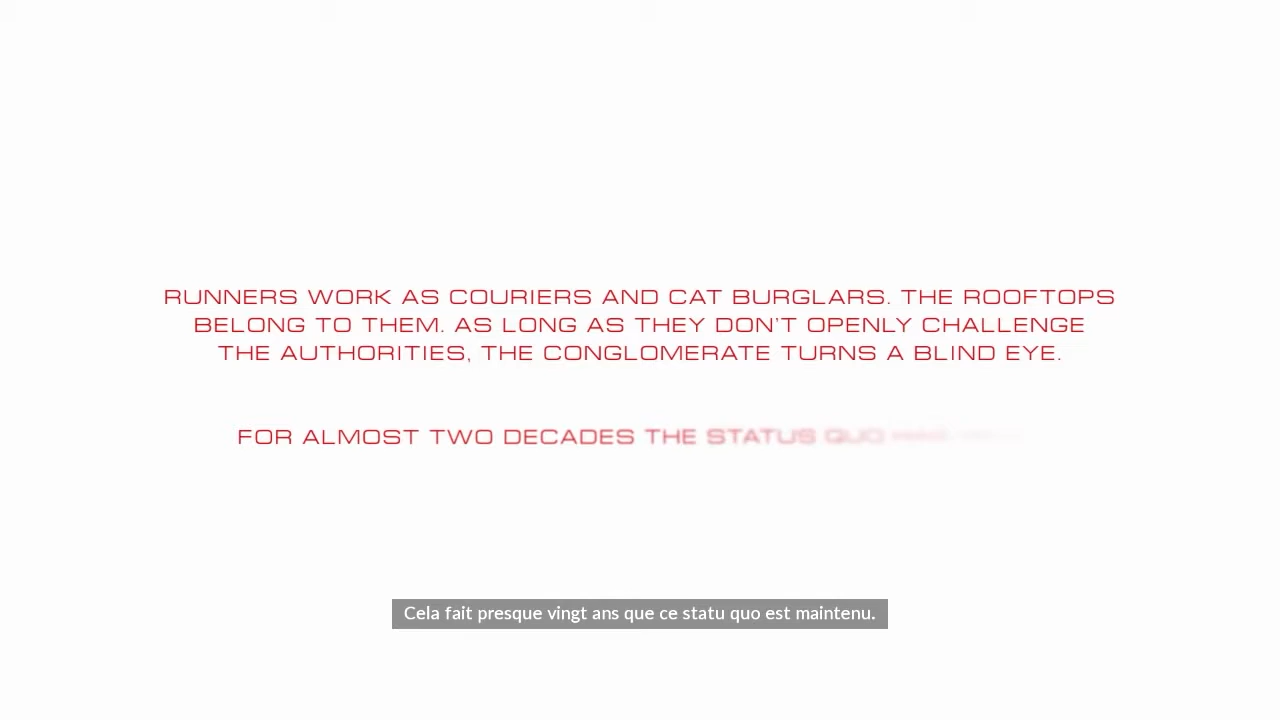 RUNNERS WORK AS COURIERS AND CAT BURGLARS. THE ROOFTOPS
BELONG TO THEM. AS LONG AS THEY DON'T OPENLY CHALLENGE
THE AUTHORITIES, THE CONGLOMERATE TURNS A BLIND EYE.
FOR ALMOST TWO DECADES THE STATUS QUO
Cela fait presque vingt ans que ce statu quo est maintenu.